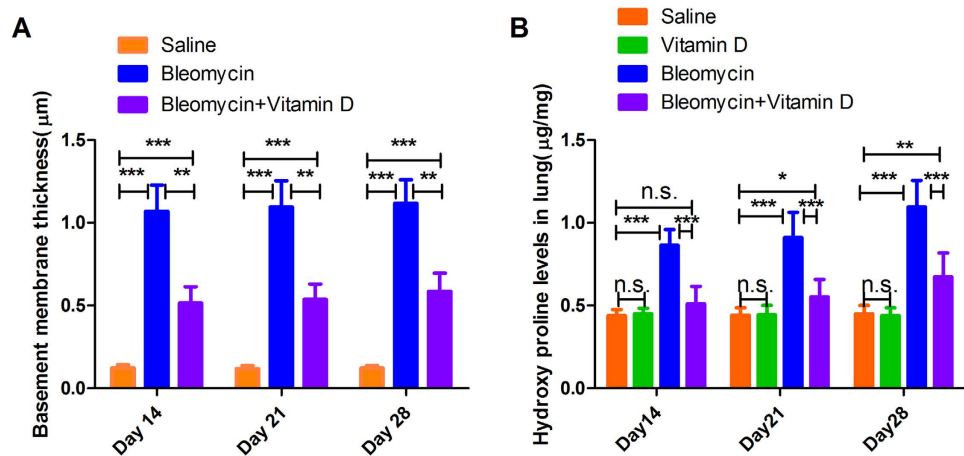 A
Saline
Bleomycin
Bleomycin+Vitamin D
Basement membrane thickness( μm)
1.5
1.0
0.5
0.0
***
***
**
***
***
**
***
***
**
Day 14
Day 21
Day 28
B
Saline
Vitamin D
Bleomycin
Bleomycin+Vitamin D
Hydroxy proline levels in lung(μg/mg)
1.5
1.0
0.5
0.0
n.s.
***
***
n.s.
*
***
***
n.s.
**
***
***
n.s.
Day14
Day21
Day28